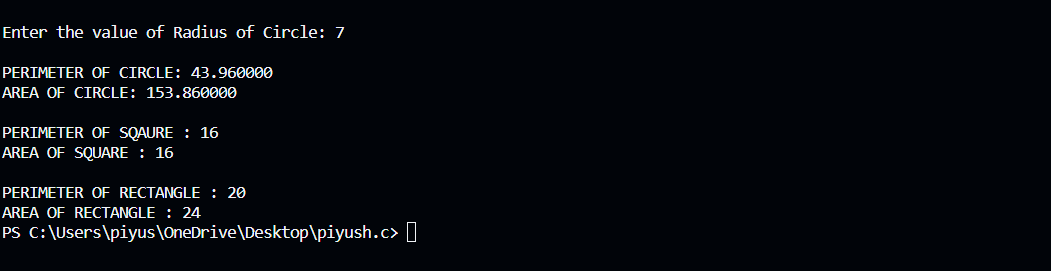 Enter the value of Radius of Circle: 7
PERIMETER OF CIRCLE: 43.960000
AREA OF CIRCLE: 153.860000
PERIMETER OF SQAURE : 16
AREA OF SQUARE : 16
PERIMETER OF RECTANGLE : 20
AREA OF RECTANGLE : 24
PS C:\Users\piyus\OneDrive\Desktop\piyush.c>